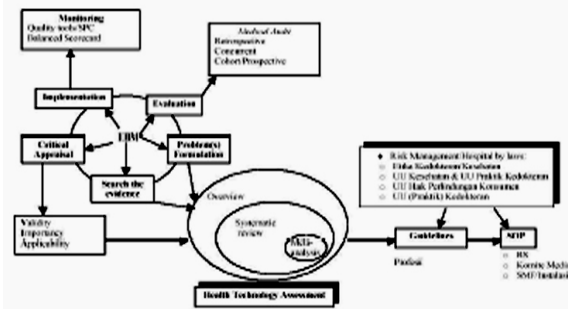 Monitoring
Quality tools/SPC
Balanced Scorecard
Medical Audit
Retrospective
Concurrent
Cohort Prospective
Implementation
Evaluation
EBM
Critical
Appraisal
Problem(s)
Formulation
Search the
evidence
Validity
Importancy
Applicability
Overview
Systematic
review
Meta-
analysis
Health Technology Assessment
Risk Management/Hospital by laws:
Etika Kedokteran/Kesehatan
UU Kesehatan & UU Praktik Kedokteran
UU Hak Perlindungan Konsumen
UU (Praktik) Kedokteran
Guidelines
SOP
Profesi
RS
Komite Medi
SMF/Instalasi